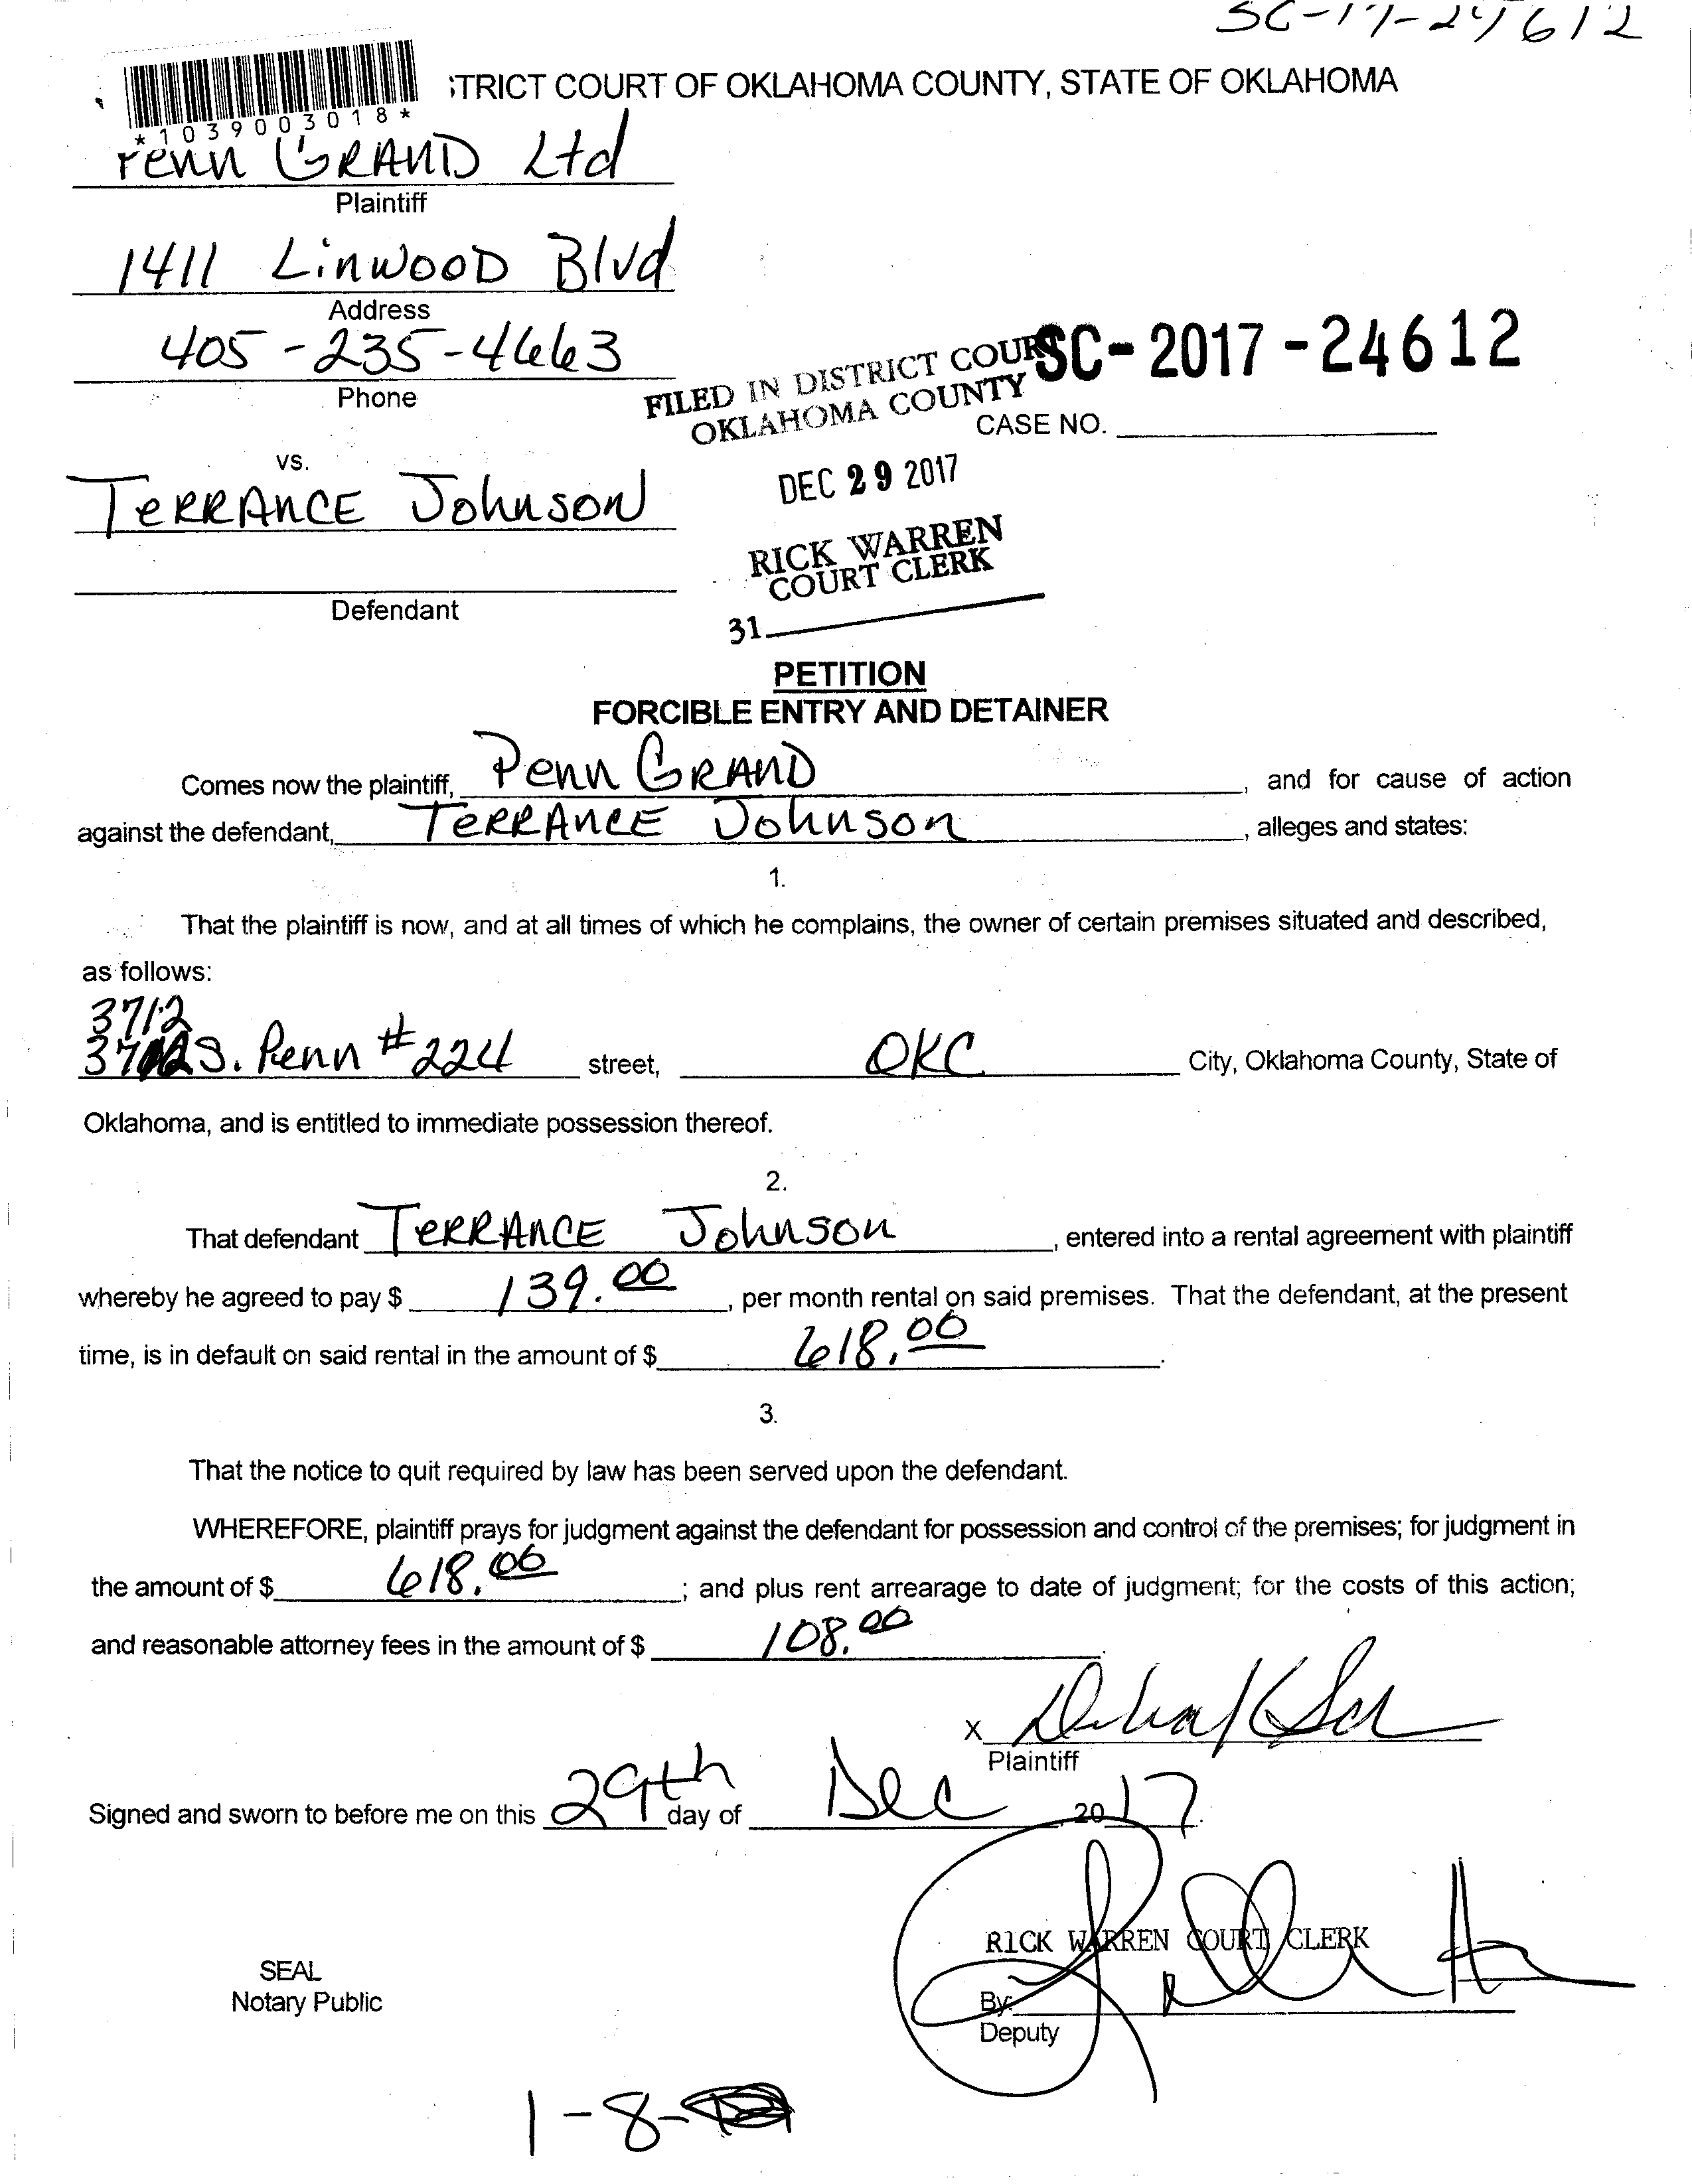 SC-17-24612
STRICT COURT OF OKLAHOMA COUNTY, STATE OF OKLAHOMA
*1039003018*
Penn GRAND Ltd
Plaintiff
1411 Linwood Blvd
Address
405-235-4663
Phone
FILED IN DISTRICT COURT
OKLAHOMA COUNTY
SC-2017-24612
CASE NO.
vs.
DEC 29 2017
TERRANCE Johnson
RICK WARREN
COURT CLERK
Defendant
31
PETITION
FORCIBLE ENTRY AND DETAINER
Comes now the plaintiff, Penn GRAND, and for cause of action
against the defendant, TERRANCE Johnson, alleges and states:
1.
That the plaintiff is now, and at all times of which he complains, the owner of certain premises situated and described,
as follows:
3712
S. Penn #224 street, OKC City, Oklahoma County, State of
Oklahoma, and is entitled to immediate possession thereof.
2.
That defendant TERRANCE Johnson, entered into a rental agreement with plaintiff
whereby he agreed to pay $ 139.00, per month rental on said premises. That the defendant, at the present
time, is in default on said rental in the amount of $ 618.00.
3.
That the notice to quit required by law has been served upon the defendant.
WHEREFORE, plaintiff prays for judgment against the defendant for possession and control of the premises; for judgment in
the amount of $ 618.00; and plus rent arrearage to date of judgment; for the costs of this action;
and reasonable attorney fees in the amount of $ 108.00.
X
Plaintiff
Signed and sworn to before me on this 29th day of Dec, 2017.
RICK WARREN COURT CLERK
SEAL
Notary Public
By:
Deputy
1-8-